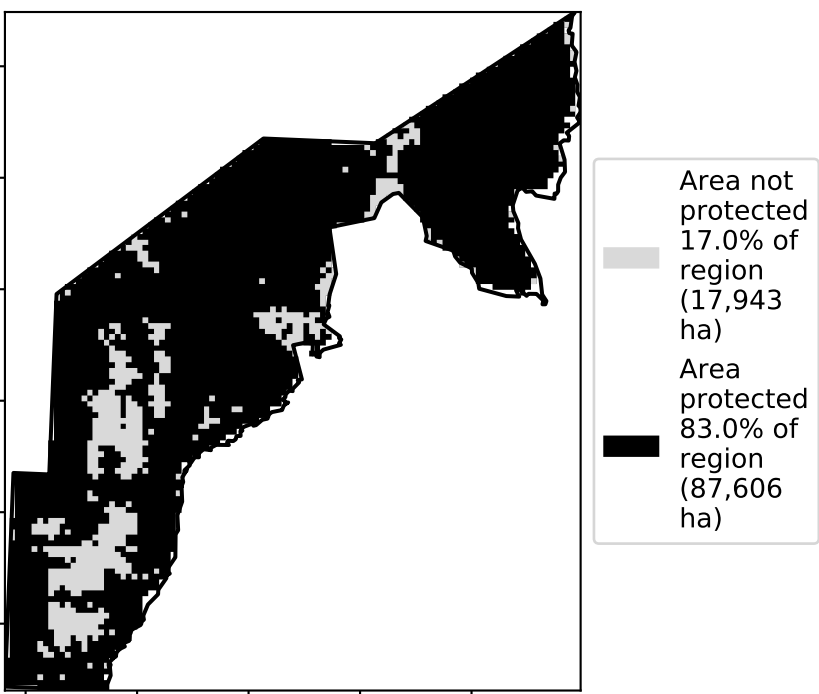 Area not
protected
17.0% of
region
(17,943
ha)
Area
protected
83.0% of
region
(87,606
ha)